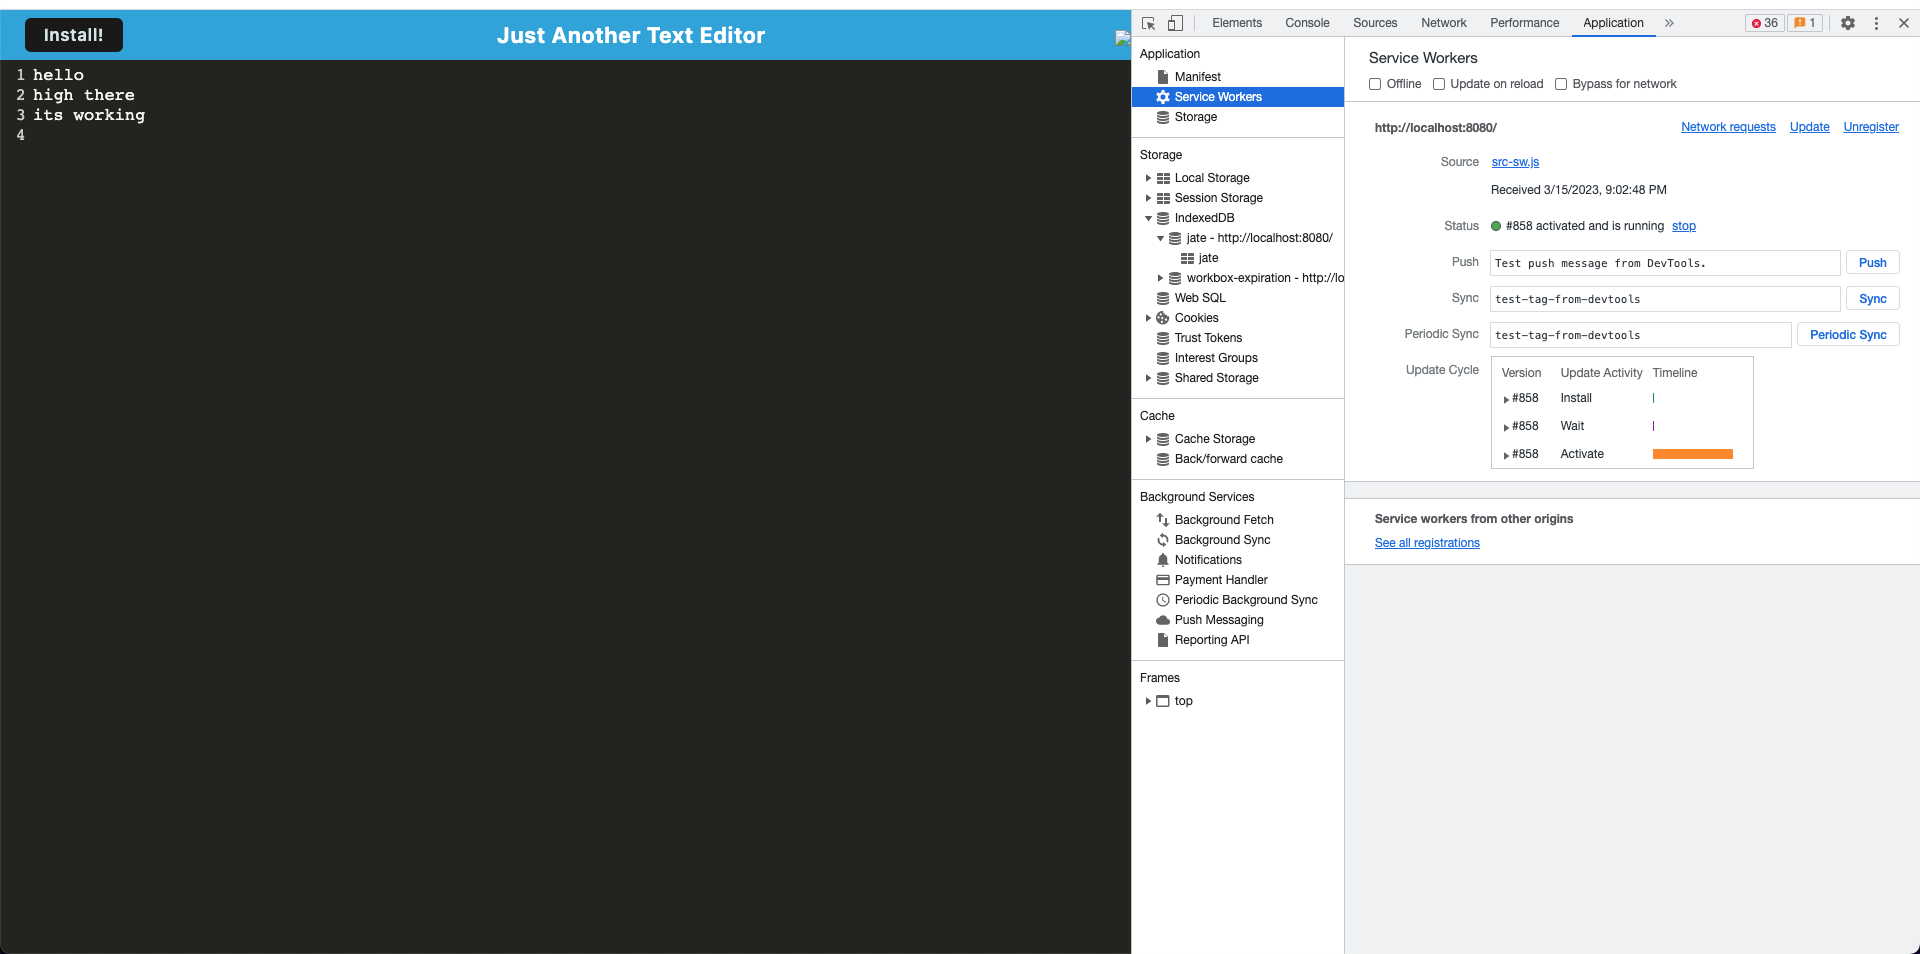 Install!
Just Another Text Editor
1 hello
2 high there
3 its working
4
Elements Console Sources Network Performance Application » 36 1
Application
Manifest
Service Workers
Storage
Storage
Local Storage
Session Storage
IndexedDB
jate - http://localhost:8080/
jate
workbox-expiration - http://lo
Web SQL
Cookies
Trust Tokens
Interest Groups
Shared Storage
Cache
Cache Storage
Back/forward cache
Background Services
Background Fetch
Background Sync
Notifications
Payment Handler
Periodic Background Sync
Push Messaging
Reporting API
Frames
top
Service Workers
Offline Update on reload Bypass for network
http://localhost:8080/ Network requests Update Unregister
Source src-sw.js
Received 3/15/2023, 9:02:48 PM
Status #858 activated and is running stop
Push Test push message from DevTools. Push
Sync test-tag-from-devtools Sync
Periodic Sync test-tag-from-devtools Periodic Sync
Update Cycle Version Update Activity Timeline
#858 Install
#858 Wait
#858 Activate
Service workers from other origins
See all registrations